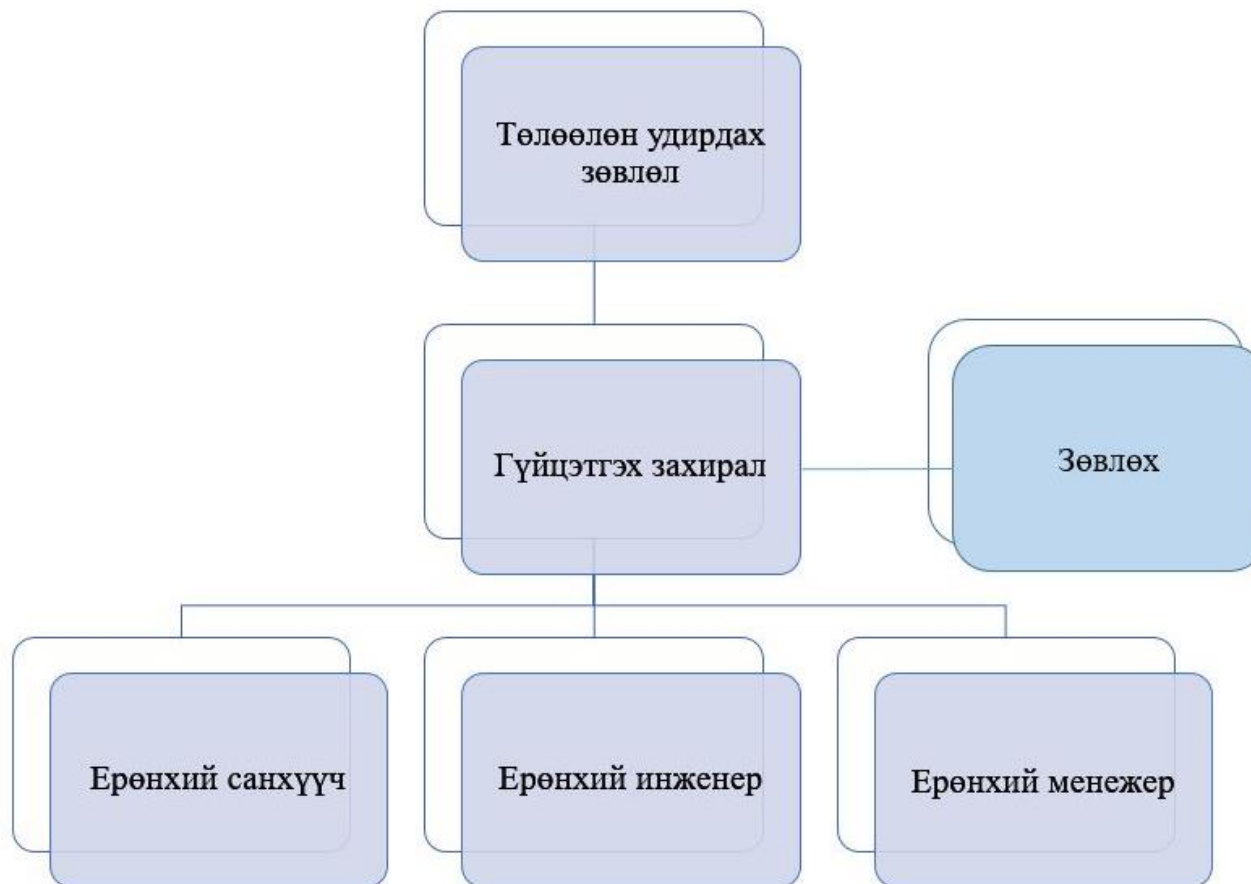 Төлөөлөн удирдах
зөвлөл
Гүйцэтгэх захирал
Зөвлөх
Ерөнхий санхүүч
Ерөнхий инженер
Ерөнхий менежер